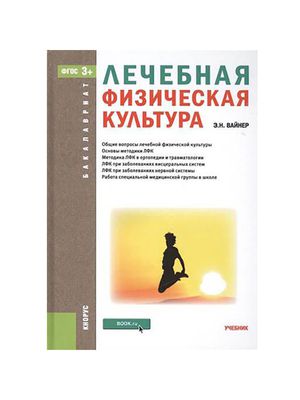 ФГОС 3+
БАКАЛАВРИАТ
ЛЕЧЕБНАЯ
ФИЗИЧЕСКАЯ
КУЛЬТУРА
Э.Н. ВАЙНЕР
Общие вопросы лечебной физической культуры
Основы методики ЛФК
Методика ЛФК в ортопедии и травматологии
ЛФК при заболеваниях висцеральных систем
ЛФК при заболеваниях нервной системы
Работа специальной медицинской группы в школе
КНОРУС
BOOK.ru
УЧЕБНИК